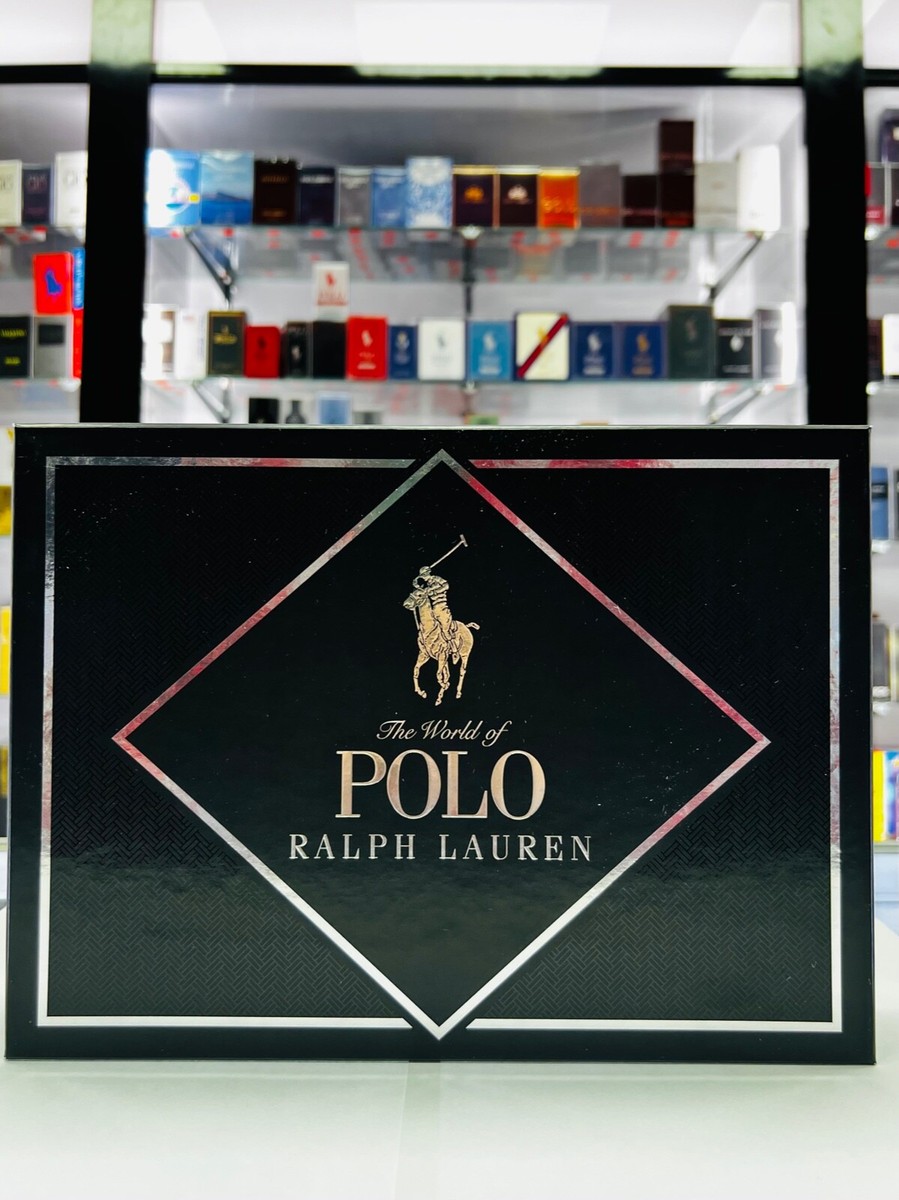 The World of
POLO
RALPH LAUREN